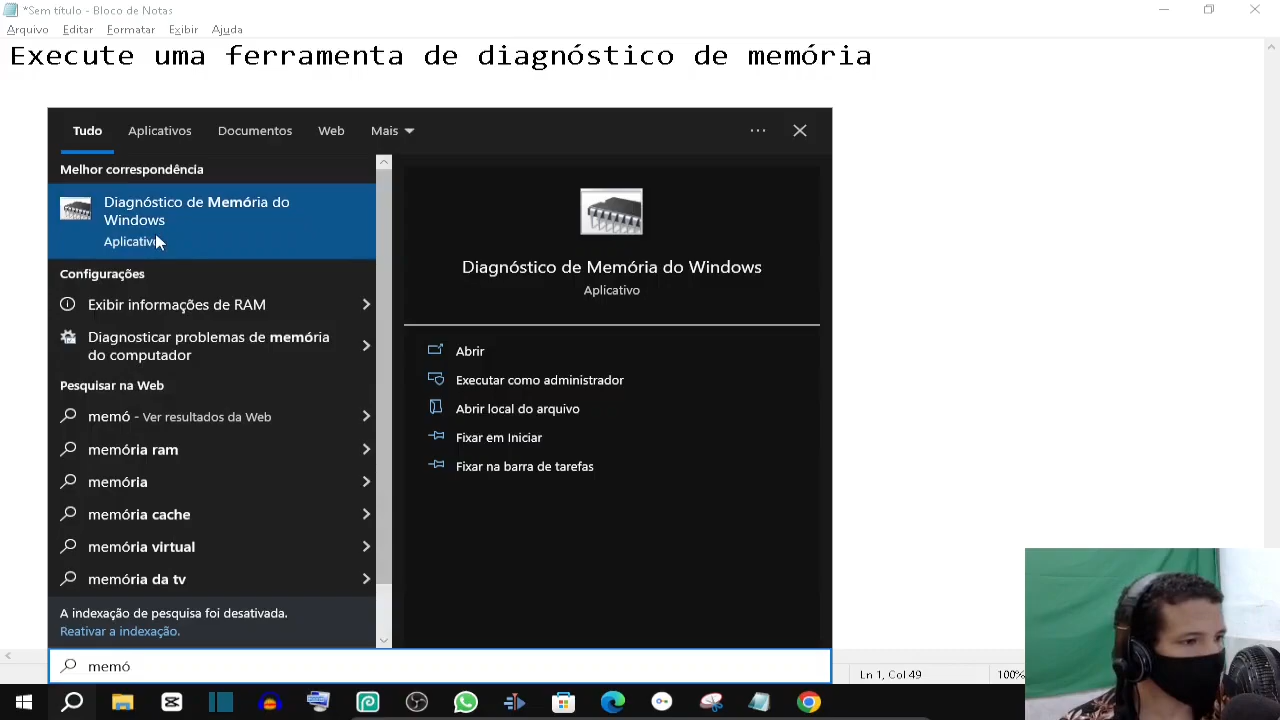 *Sem título - Bloco de Notas
Arquivo Editar Formatar Exibir Ajuda
Execute uma ferramenta de diagnóstico de memória
Tudo Aplicativos Documentos Web Mais
Melhor correspondência
Diagnóstico de Memória do
Windows
Aplicativo
Configurações
Exibir informações de RAM
Diagnosticar problemas de memória
do computador
Pesquisar na Web
memó - Ver resultados da Web
memória ram
memória
memória cache
memória virtual
memória da tv
A indexação de pesquisa foi desativada.
Reativar a indexação.
memó
Diagnóstico de Memória do Windows
Aplicativo
Abrir
Executar como administrador
Abrir local do arquivo
Fixar em Iniciar
Fixar na barra de tarefas
Ln 1, Col 49 100%